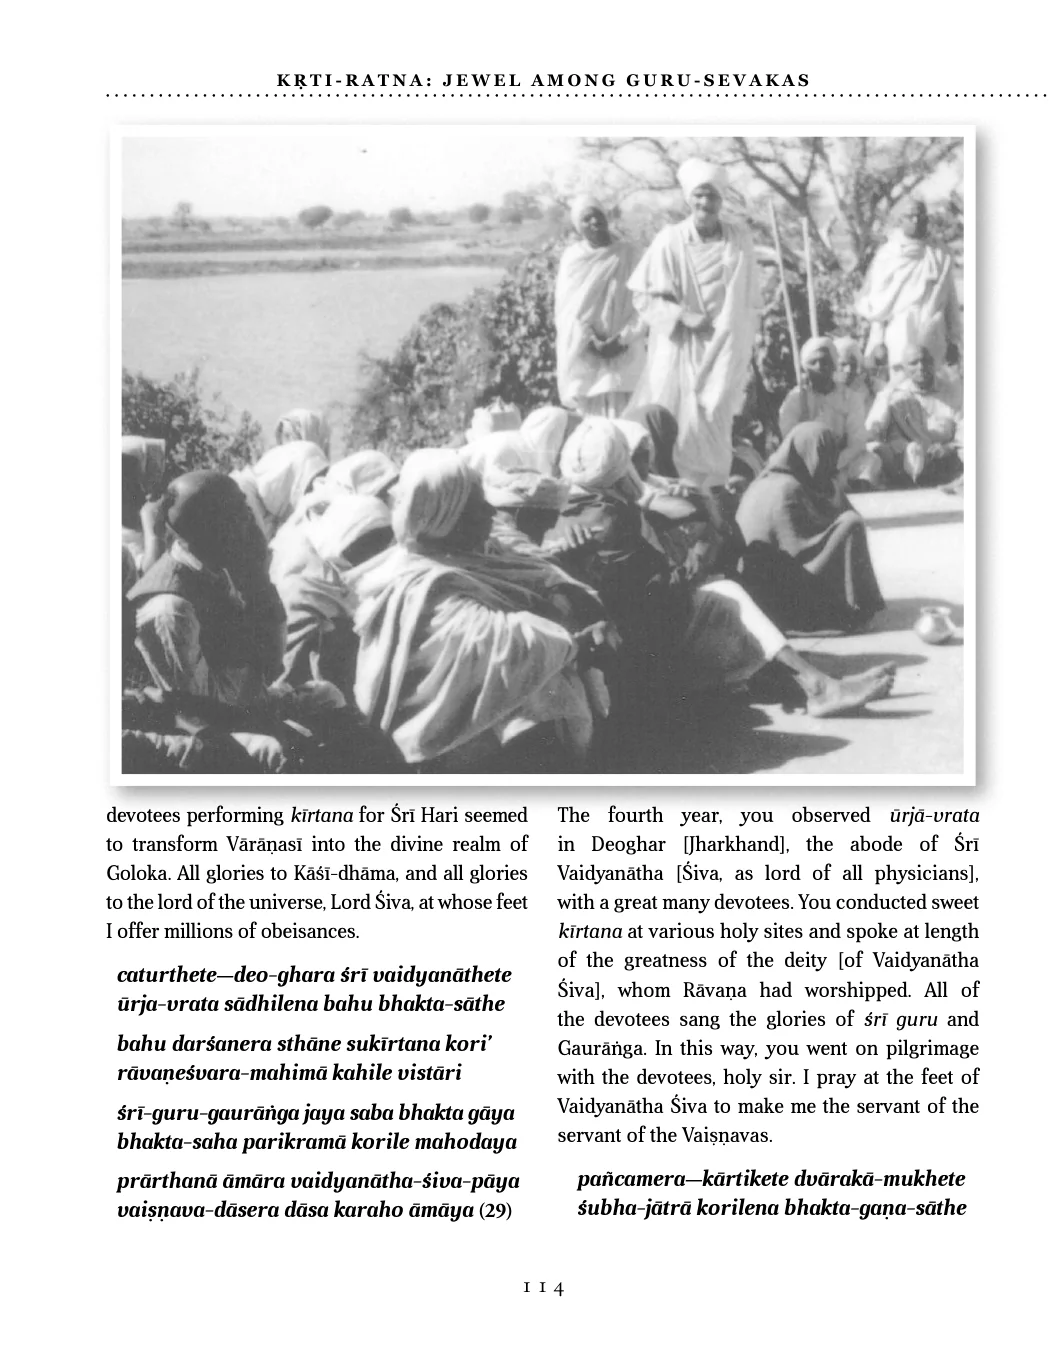 KṚTI-RATNA: JEWEL AMONG GURU-SEVAKAS
devotees performing kīrtana for Śrī Hari seemed
to transform Vārāṇasī into the divine realm of
Goloka. All glories to Kāśī-dhāma, and all glories
to the lord of the universe, Lord Śiva, at whose feet
I offer millions of obeisances.
caturthete—deo-ghara śrī vaidyanāthete
ūrja-vrata sādhilena bahu bhakta-sāthe
bahu darśanera sthāne sukīrtana kori’
rāvaṇeśvara-mahimā kahile vistāri
śrī-guru-gaurāṅga jaya saba bhakta gāya
bhakta-saha parikramā korile mahodaya
prārthanā āmāra vaidyanātha-śiva-pāya
vaiṣṇava-dāsera dāsa karaho āmāya (29)
The fourth year, you observed ūrjā-vrata
in Deoghar [Jharkhand], the abode of Śrī
Vaidyanātha [Śiva, as lord of all physicians],
with a great many devotees. You conducted sweet
kīrtana at various holy sites and spoke at length
of the greatness of the deity [of Vaidyanātha
Śiva], whom Rāvaṇa had worshipped. All of
the devotees sang the glories of śrī guru and
Gaurāṅga. In this way, you went on pilgrimage
with the devotees, holy sir. I pray at the feet of
Vaidyanātha Śiva to make me the servant of the
servant of the Vaiṣṇavas.
pañcamera—kārtikete dvārakā-mukhete
śubha-jātrā korilena bhakta-gaṇa-sāthe
114